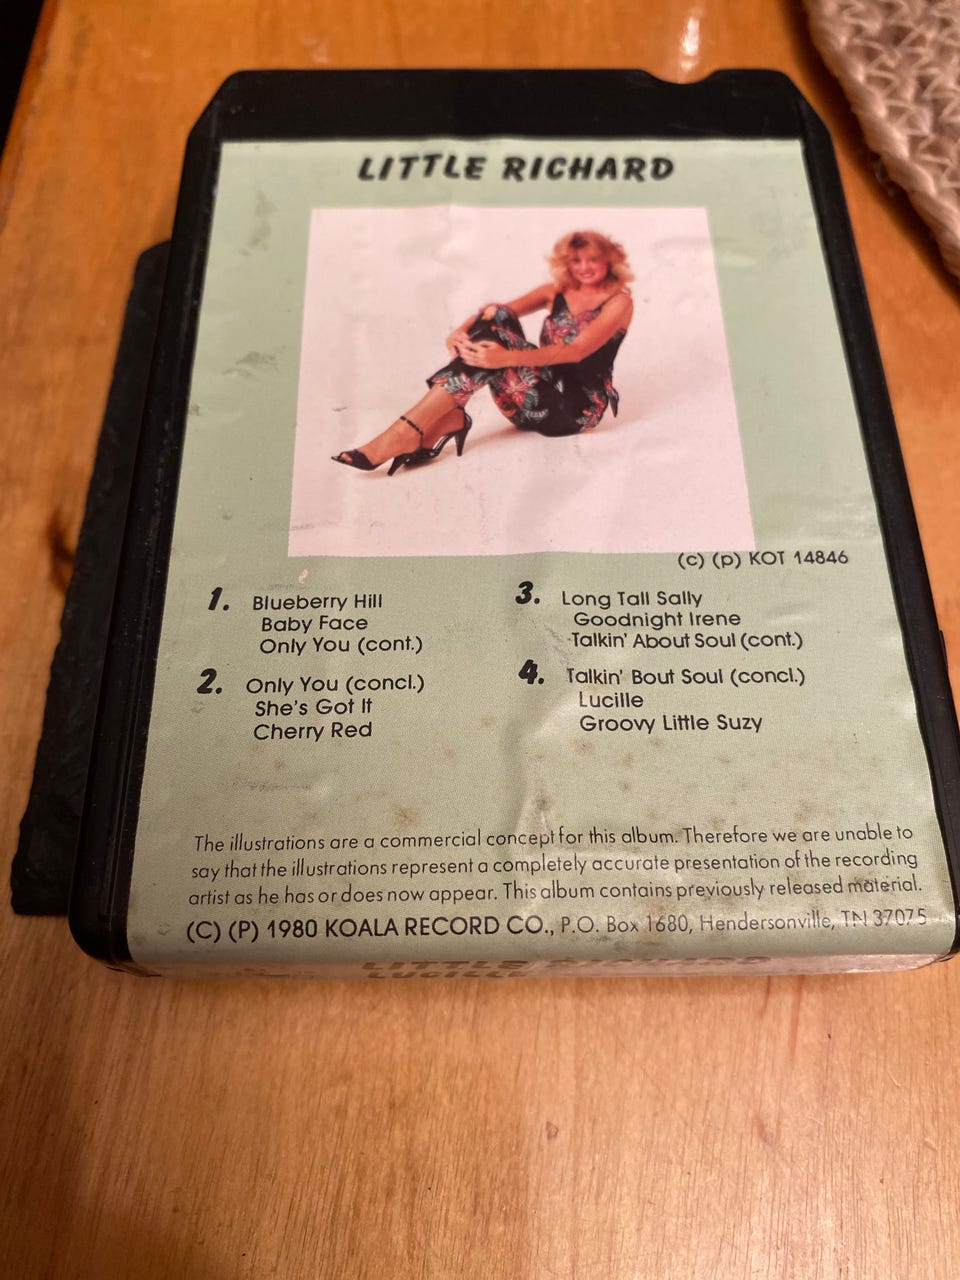 LITTLE RICHARD
(c) (p) KOT 14846
1. Blueberry Hill
Baby Face
Only You (cont.)
2. Only You (concl.)
She's Got It
Cherry Red
3. Long Tall Sally
Goodnight Irene
Talkin' About Soul (cont.)
4. Talkin' Bout Soul (concl.)
Lucille
Groovy Little Suzy
The illustrations are a commercial concept for this album. Therefore we are unable to
say that the illustrations represent a completely accurate presentation of the recording
artist as he has or does now appear. This album contains previously released material.
(C) (P) 1980 KOALA RECORD CO., P.O. Box 1680, Hendersonville, TN 37075
LITTLE RICHARD
LUCILLE